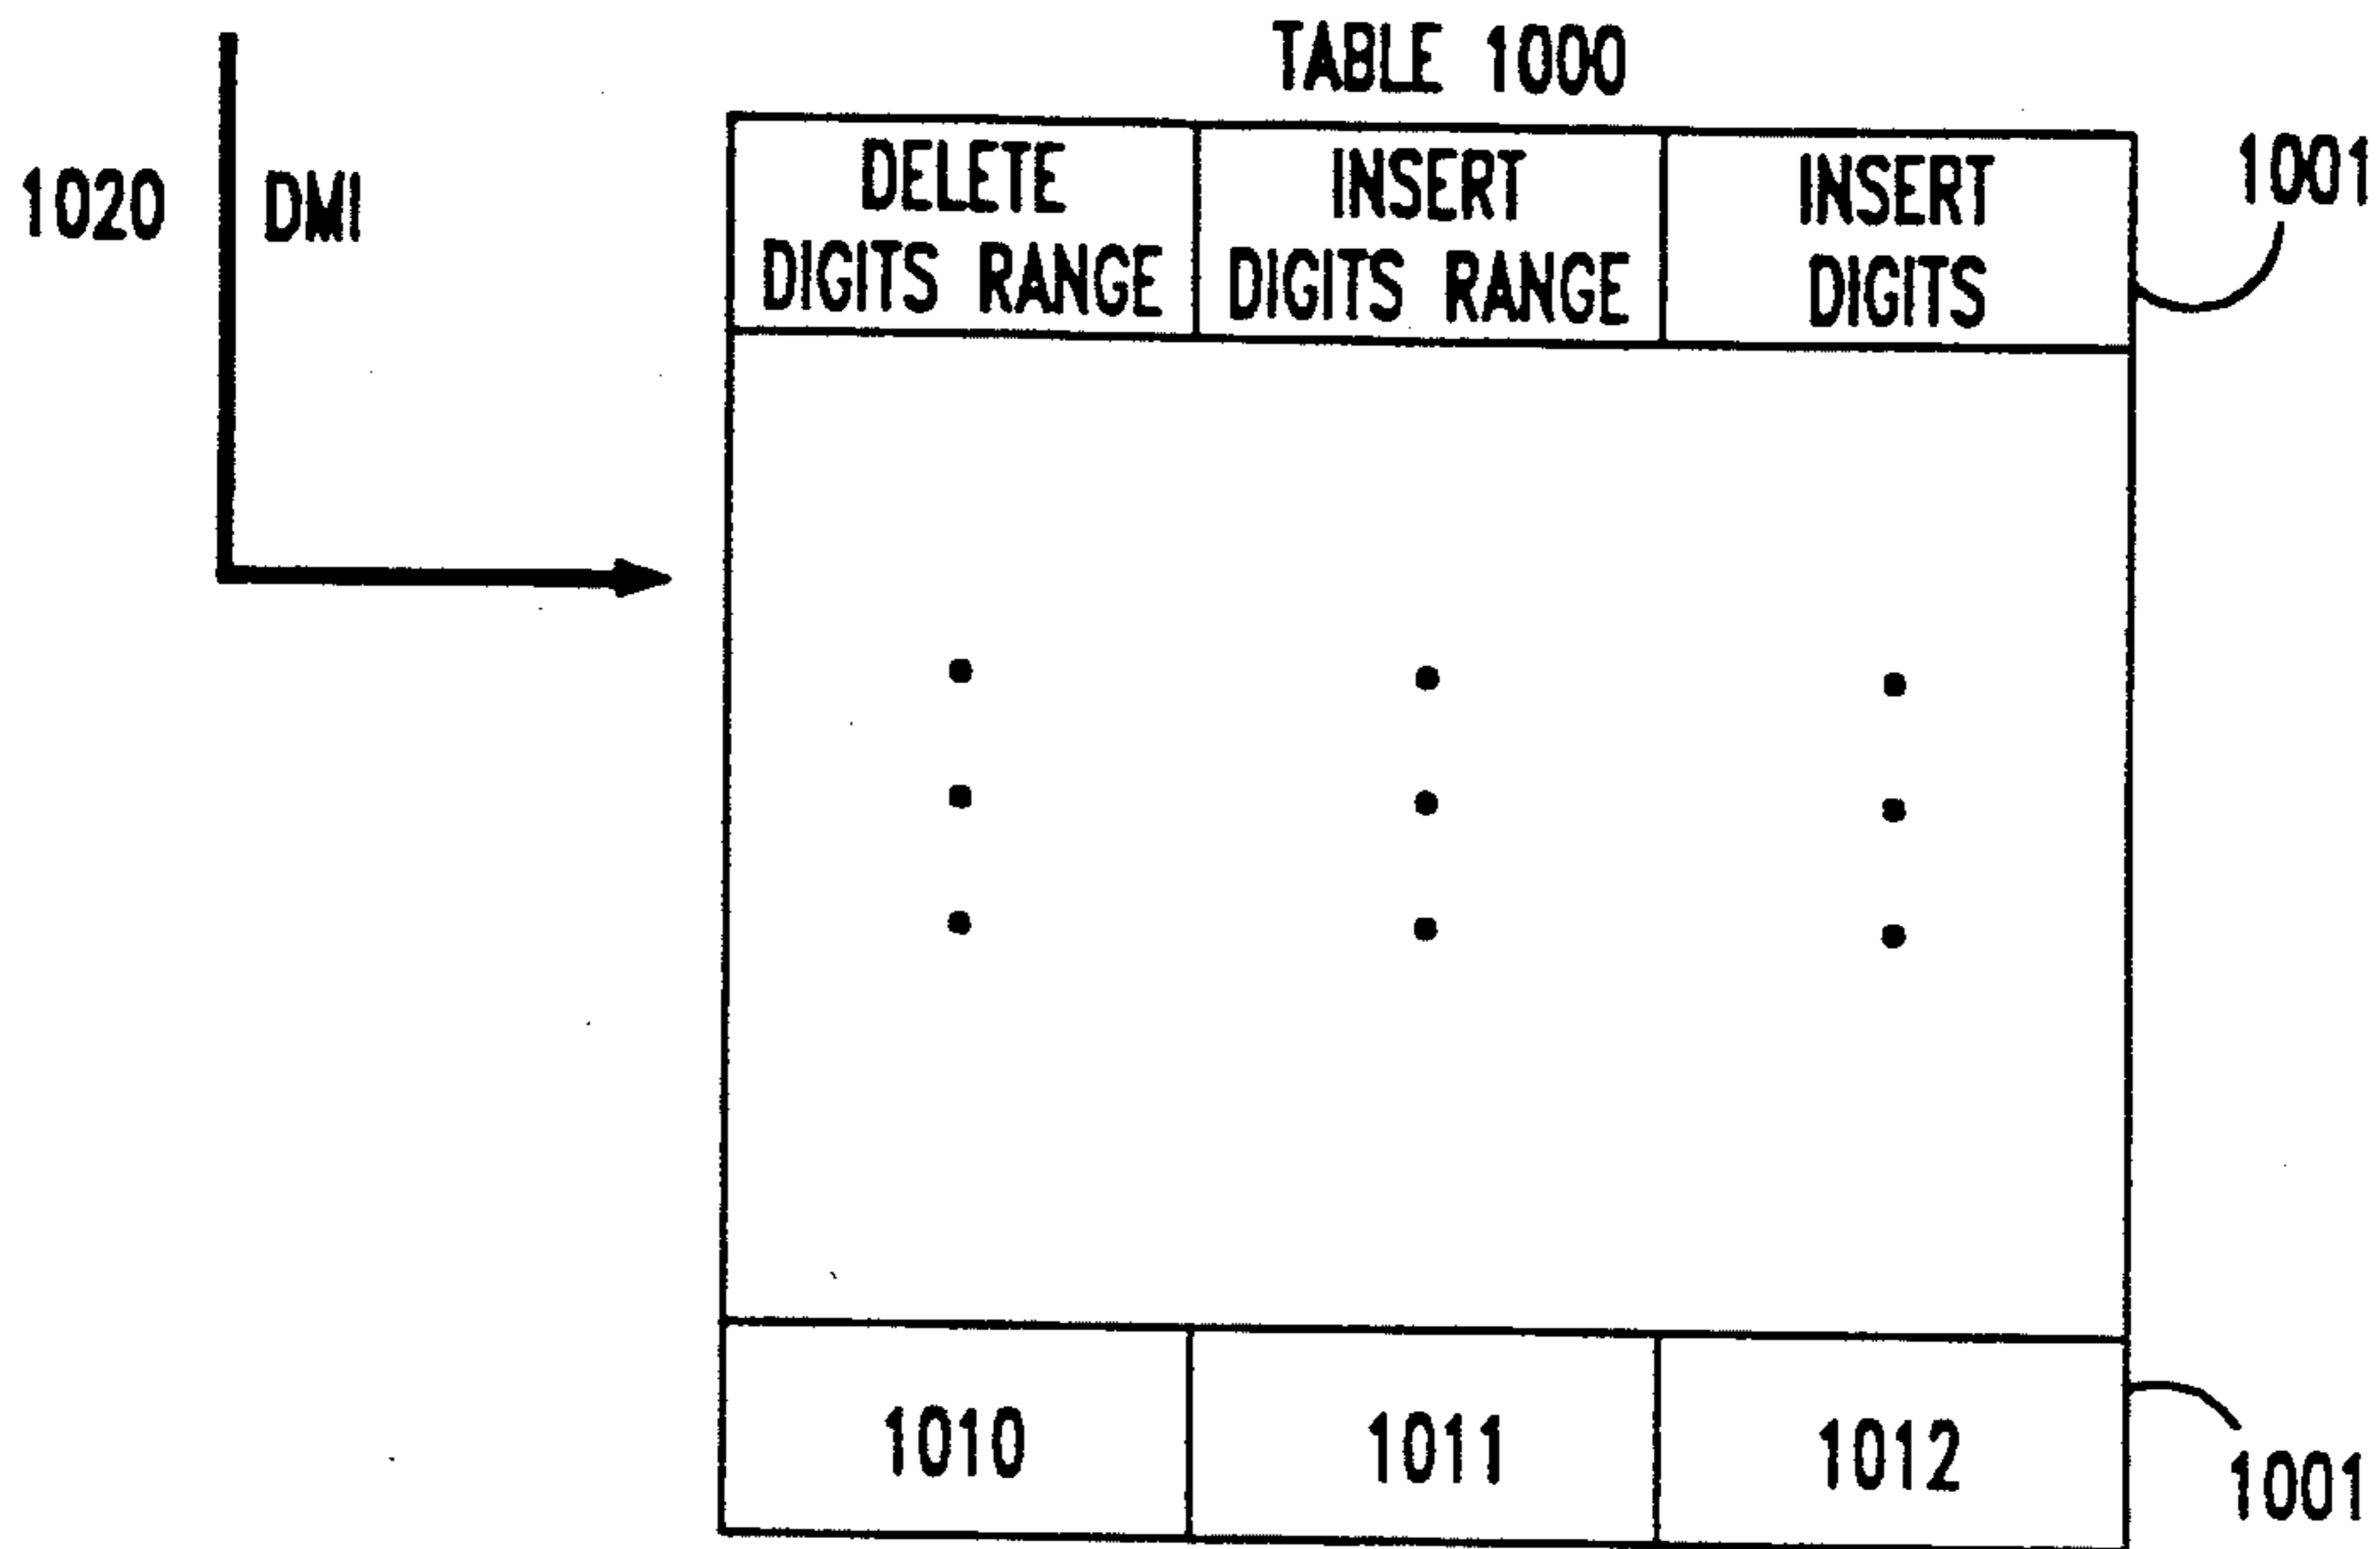 TABLE 1000
1020
DMI
DELETE
DIGITS RANGE
INSERT
DIGITS RANGE
INSERT
DIGITS
1001
1010
1011
1012
1001